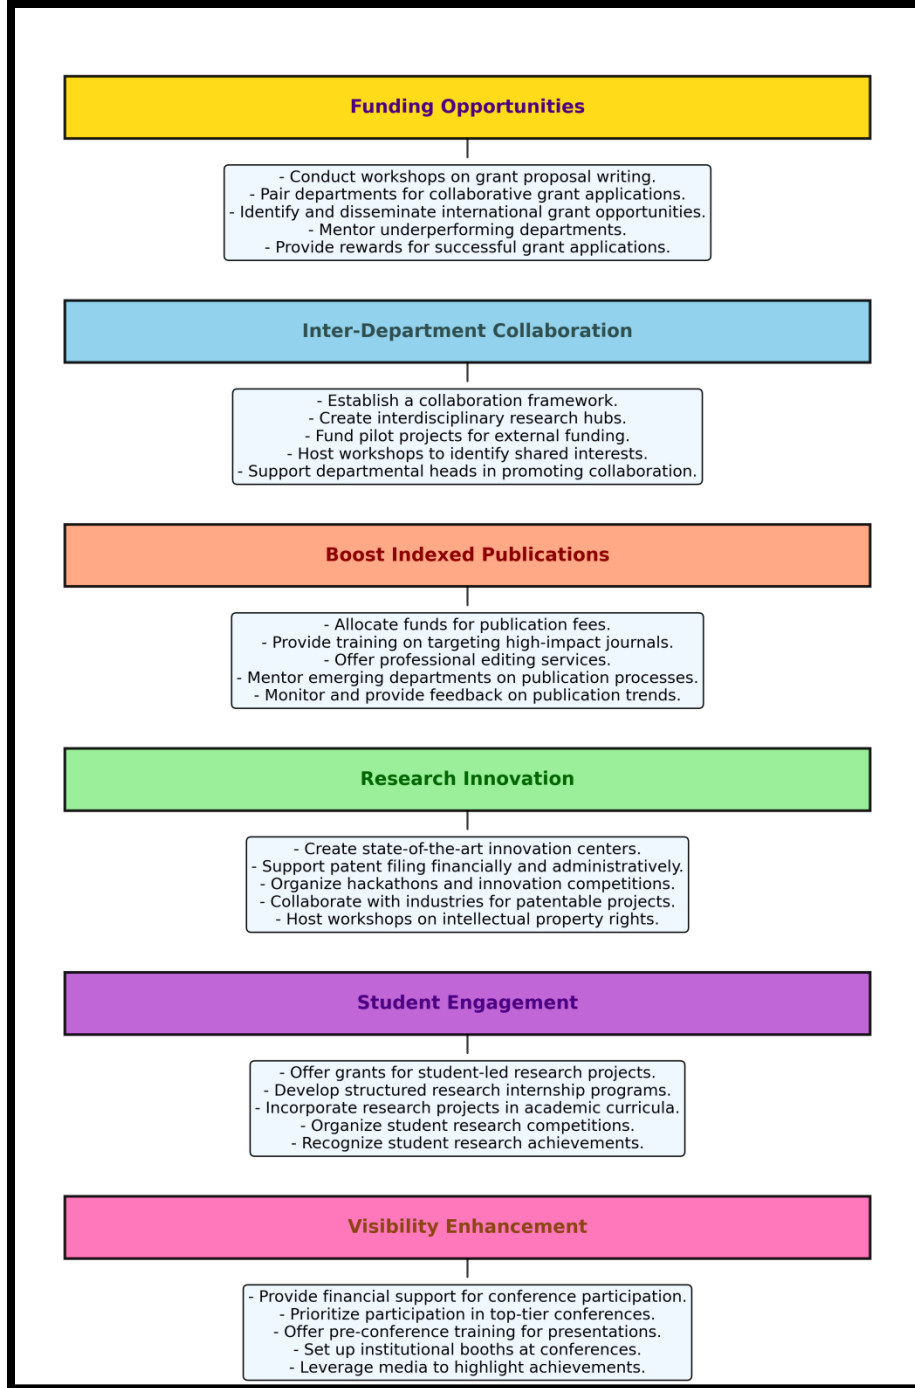 Funding Opportunities
- Conduct workshops on grant proposal writing.
- Pair departments for collaborative grant applications.
- Identify and disseminate international grant opportunities.
- Mentor underperforming departments.
- Provide rewards for successful grant applications.
Inter-Department Collaboration
- Establish a collaboration framework.
- Create interdisciplinary research hubs.
- Fund pilot projects for external funding.
- Host workshops to identify shared interests.
- Support departmental heads in promoting collaboration.
Boost Indexed Publications
- Allocate funds for publication fees.
- Provide training on targeting high-impact journals.
- Offer professional editing services.
- Mentor emerging departments on publication processes.
- Monitor and provide feedback on publication trends.
Research Innovation
- Create state-of-the-art innovation centers.
- Support patent filing financially and administratively.
- Organize hackathons and innovation competitions.
- Collaborate with industries for patentable projects.
- Host workshops on intellectual property rights.
Student Engagement
- Offer grants for student-led research projects.
- Develop structured research internship programs.
- Incorporate research projects in academic curricula.
- Organize student research competitions.
- Recognize student research achievements.
Visibility Enhancement
- Provide financial support for conference participation.
- Prioritize participation in top-tier conferences.
- Offer pre-conference training for presentations.
- Set up institutional booths at conferences.
- Leverage media to highlight achievements.